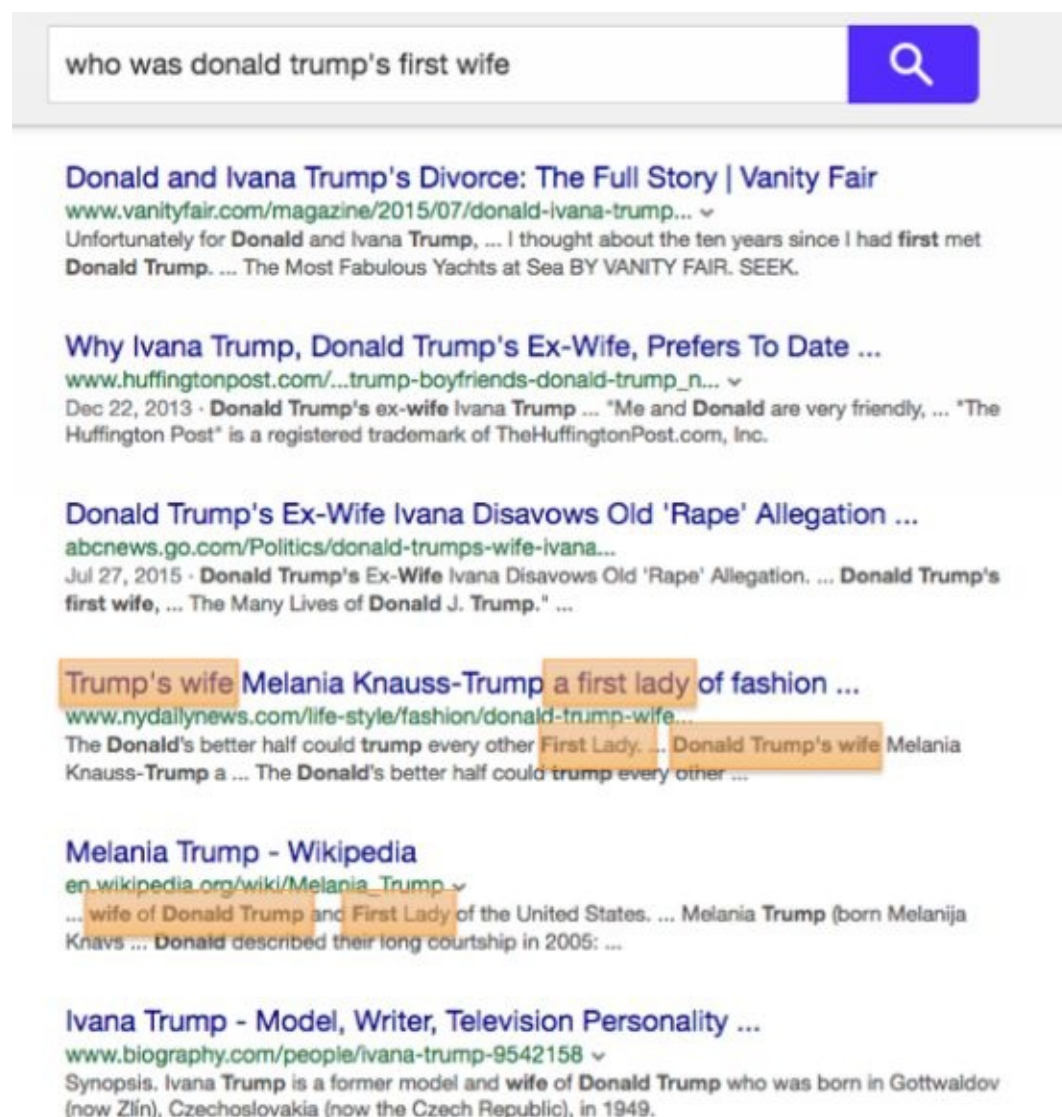 who was donald trump's first wife
Donald and Ivana Trump's Divorce: The Full Story | Vanity Fair
www.vanityfair.com/magazine/2015/07/donald-ivana-trump...
Unfortunately for Donald and Ivana Trump, ... I thought about the ten years since I had first met
Donald Trump. ... The Most Fabulous Yachts at Sea BY VANITY FAIR. SEEK.
Why Ivana Trump, Donald Trump's Ex-Wife, Prefers To Date ...
www.huffingtonpost.com/...trump-boyfriends-donald-trump_n...
Dec 22, 2013 · Donald Trump's ex-wife Ivana Trump ... "Me and Donald are very friendly, ... "The
Huffington Post" is a registered trademark of TheHuffingtonPost.com, Inc.
Donald Trump's Ex-Wife Ivana Disavows Old 'Rape' Allegation ...
abcnews.go.com/Politics/donald-trumps-wife-ivana...
Jul 27, 2015 · Donald Trump's Ex-Wife Ivana Disavows Old 'Rape' Allegation. ... Donald Trump's
first wife, ... The Many Lives of Donald J. Trump." ...
Trump's wife Melania Knauss-Trump a first lady of fashion ...
www.nydailynews.com/life-style/fashion/donald-trump-wife...
The Donald's better half could trump every other First Lady. ... Donald Trump's wife Melania
Knauss-Trump a ... The Donald's better half could trump every other ...
Melania Trump - Wikipedia
en.wikipedia.org/wiki/Melania_Trump
... wife of Donald Trump and First Lady of the United States. ... Melania Trump (born Melanija
Knavs ... Donald described their long courtship in 2005: ...
Ivana Trump - Model, Writer, Television Personality ...
www.biography.com/people/ivana-trump-9542158
Synopsis. Ivana Trump is a former model and wife of Donald Trump who was born in Gottwaldov
(now Zlín), Czechoslovakia (now the Czech Republic), in 1949.